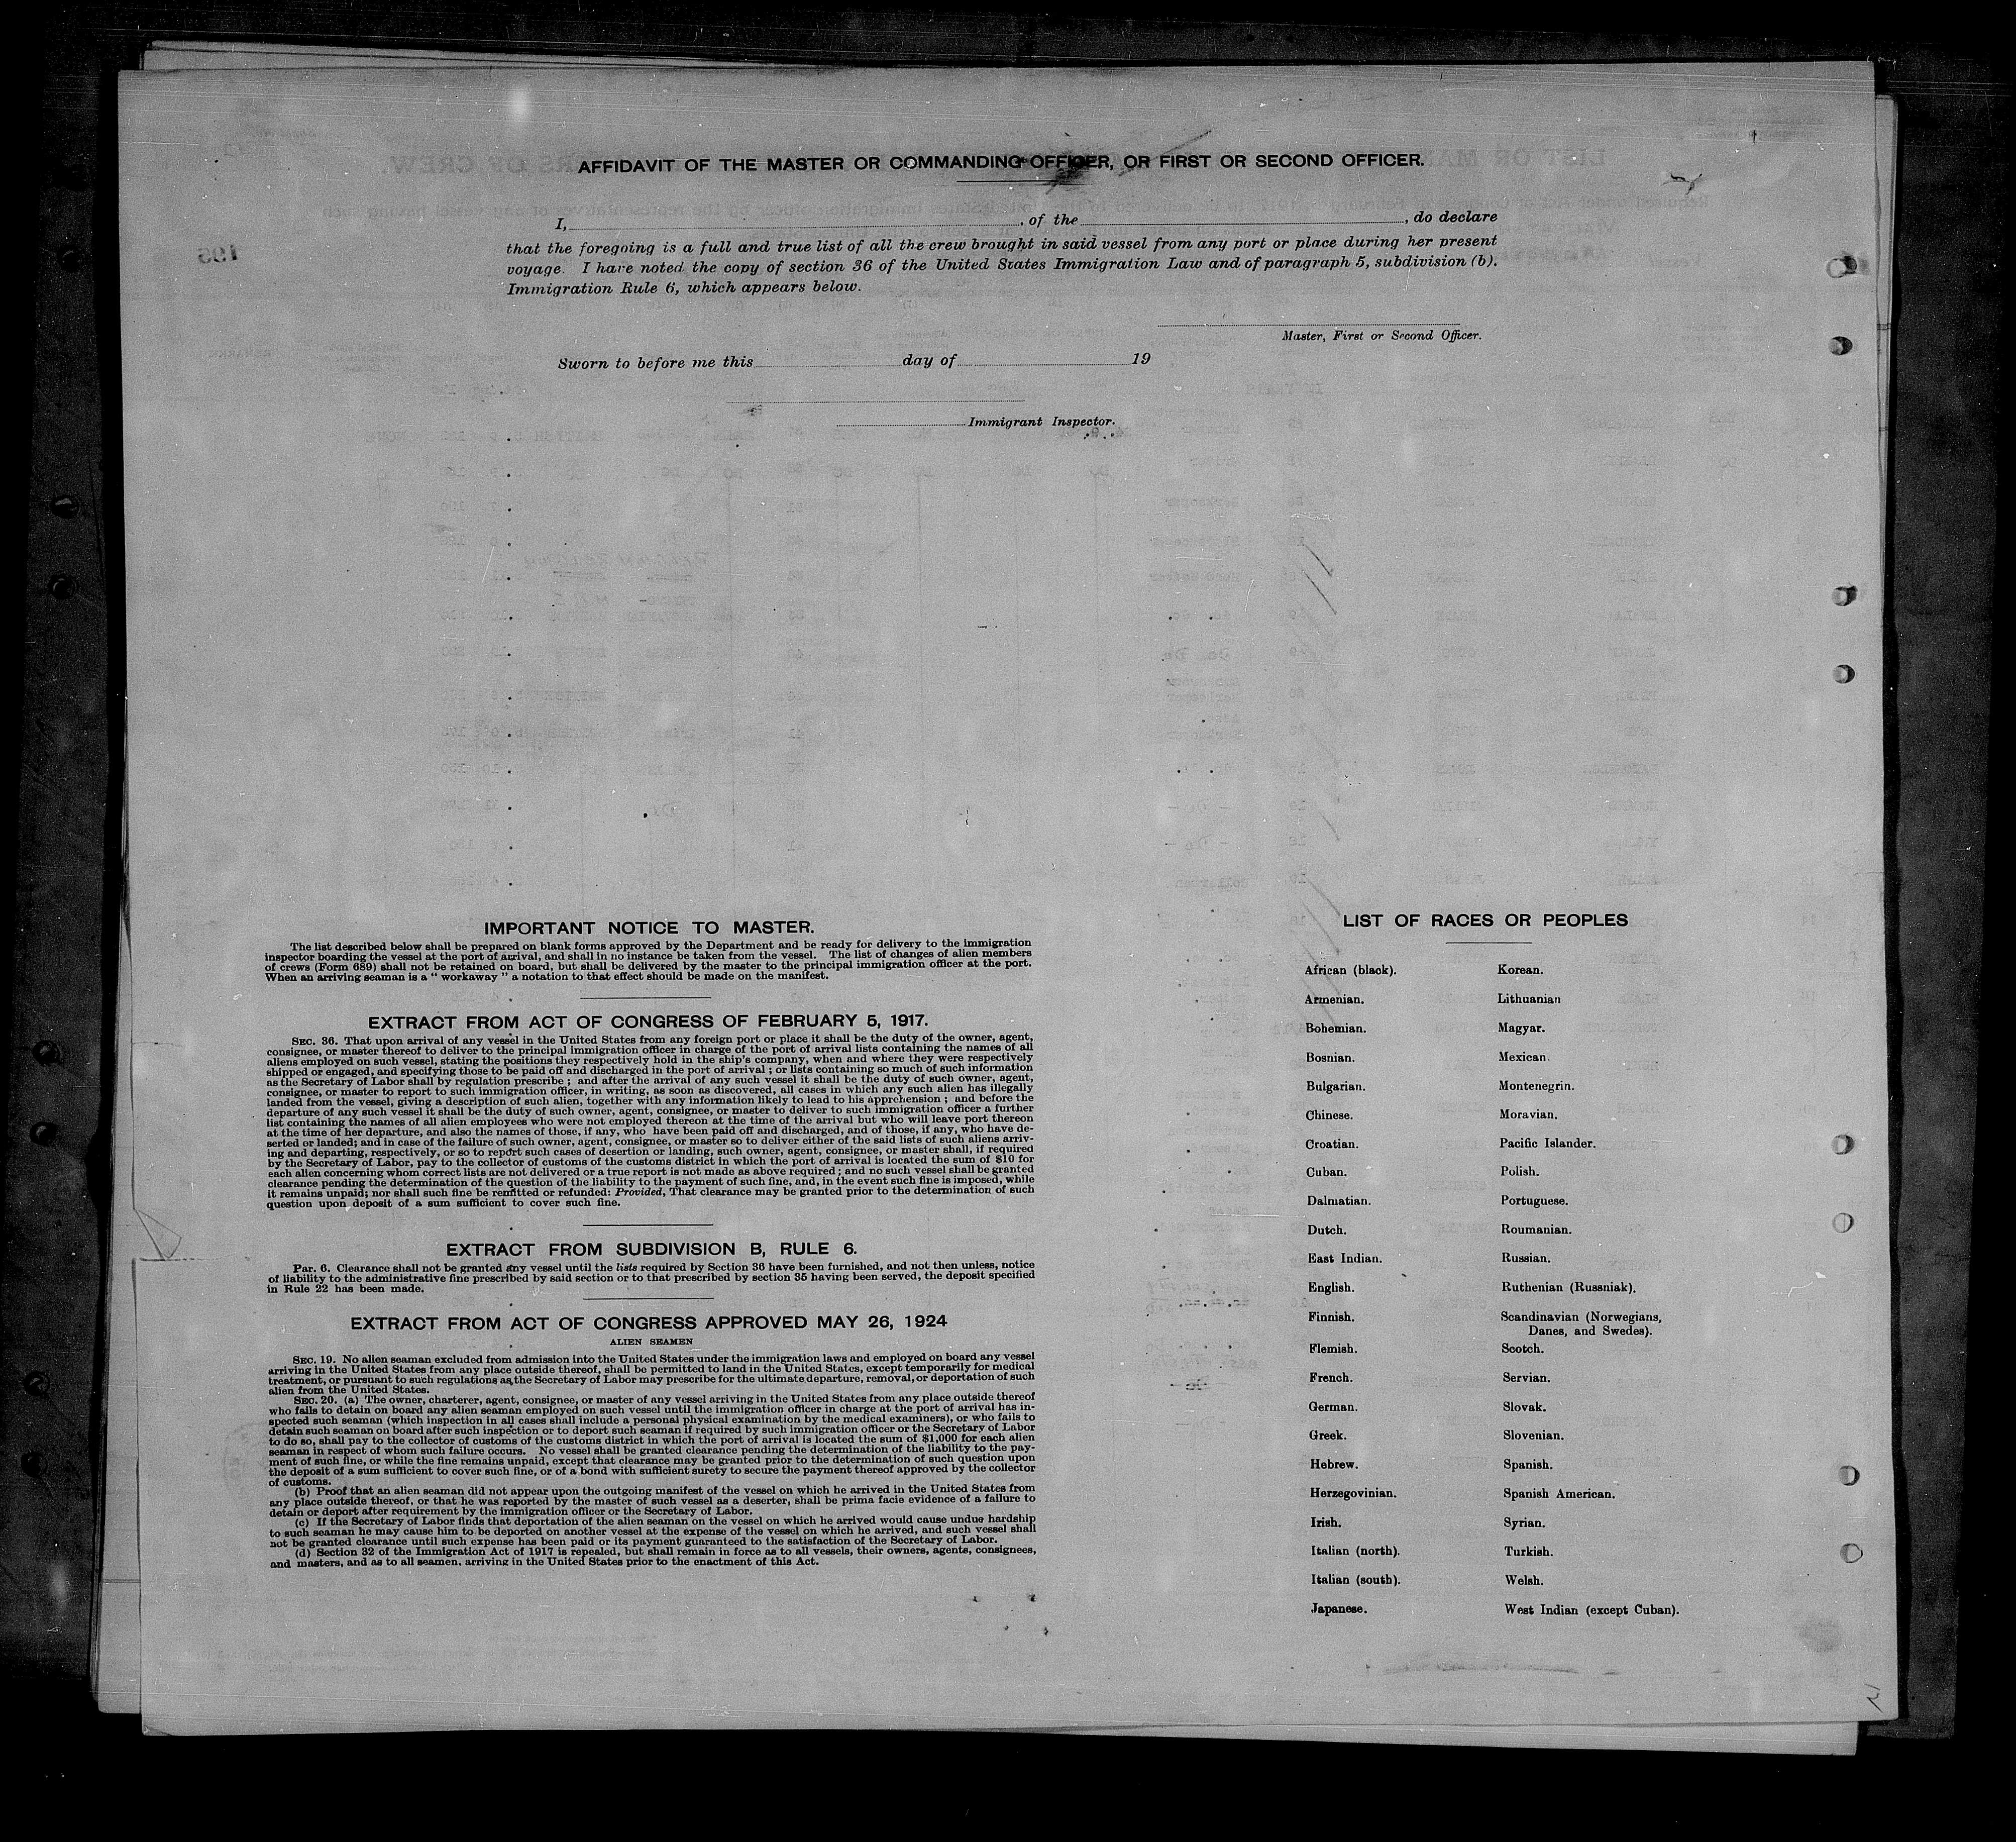 AFFIDAVIT OF THE MASTER OR COMMANDING OFFICER, OR FIRST OR SECOND OFFICER.
I, , of the , do declare
that the foregoing is a full and true list of all the crew brought in said vessel from any port or place during her present
voyage. I have noted the copy of section 36 of the United States Immigration Law and of paragraph 5, subdivision (b).
Immigration Rule 6, which appears below.
Master, First or Second Officer.
Sworn to before me this day of 19
Immigrant Inspector.
IMPORTANT NOTICE TO MASTER.
The list described below shall be prepared on blank forms approved by the Department and be ready for delivery to the immigration
inspector boarding the vessel at the port of arrival, and shall in no instance be taken from the vessel. The list of changes of alien members
of crews (Form 689) shall not be retained on board, but shall be delivered by the master to the principal immigration officer at the port.
When an arriving seaman is a " workaway " a notation to that effect should be made on the manifest.
EXTRACT FROM ACT OF CONGRESS OF FEBRUARY 5, 1917.
SEC. 36. That upon arrival of any vessel in the United States from any foreign port or place it shall be the duty of the owner, agent,
consignee, or master thereof to deliver to the principal immigration officer in charge of the port of arrival lists containing the names of all
aliens employed on such vessel, stating the positions they respectively hold in the ship's company, when and where they were respectively
shipped or engaged, and specifying those to be paid off and discharged in the port of arrival ; or lists containing so much of such information
as the Secretary of Labor shall by regulation prescribe ; and after the arrival of any such vessel it shall be the duty of such owner, agent,
consignee, or master to report to such immigration officer, in writing, as soon as discovered, all cases in which any such alien has illegally
landed from the vessel, giving a description of such alien, together with any information likely to lead to his apprehension ; and before the
departure of any such vessel it shall be the duty of such owner, agent, consignee, or master to deliver to such immigration officer a further
list containing the names of all alien employees who were not employed thereon at the time of the arrival but who will leave port thereon
at the time of her departure, and also the names of those, if any, who have been paid off and discharged, and of those, if any, who have de-
serted or landed; and in case of the failure of such owner, agent, consignee, or master so to deliver either of the said lists of such aliens arriv-
ing and departing, respectively, or so to report such cases of desertion or landing, such owner, agent, consignee, or master shall, if required
by the Secretary of Labor, pay to the collector of customs of the customs district in which the port of arrival is located the sum of $10 for
each alien concerning whom correct lists are not delivered or a true report is not made as above required ; and no such vessel shall be granted
clearance pending the determination of the question of the liability to the payment of such fine, and, in the event such fine is imposed, while
it remains unpaid; nor shall such fine be remitted or refunded: Provided, That clearance may be granted prior to the determination of such
question upon deposit of a sum sufficient to cover such fine.
EXTRACT FROM SUBDIVISION B, RULE 6.
Par. 6. Clearance shall not be granted any vessel until the lists required by Section 36 have been furnished, and not then unless, notice
of liability to the administrative fine prescribed by said section or to that prescribed by section 35 having been served, the deposit specified
in Rule 22 has been made.
EXTRACT FROM ACT OF CONGRESS APPROVED MAY 26, 1924
ALIEN SEAMEN
SEC. 19. No alien seaman excluded from admission into the United States under the immigration laws and employed on board any vessel
arriving in the United States from any place outside thereof, shall be permitted to land in the United States, except temporarily for medical
treatment, or pursuant to such regulations as the Secretary of Labor may prescribe for the ultimate departure, removal, or deportation of such
alien from the United States.
SEC. 20. (a) The owner, charterer, agent, consignee, or master of any vessel arriving in the United States from any place outside thereof
who fails to detain on board any alien seaman employed on such vessel until the immigration officer in charge at the port of arrival has in-
spected such seaman (which inspection in all cases shall include a personal physical examination by the medical examiners), or who fails to
detain such seaman on board after such inspection or to deport such seaman if required by such immigration officer or the Secretary of Labor
to do so, shall pay to the collector of customs of the customs district in which the port of arrival is located the sum of $1,000 for each alien
seaman in respect of whom such failure occurs. No vessel shall be granted clearance pending the determination of the liability to the pay-
ment of such fine, or while the fine remains unpaid, except that clearance may be granted prior to the determination of such question upon
the deposit of a sum sufficient to cover such fine, or of a bond with sufficient surety to secure the payment thereof approved by the collector
of customs.
(b) Proof that an alien seaman did not appear upon the outgoing manifest of the vessel on which he arrived in the United States from
any place outside thereof, or that he was reported by the master of such vessel as a deserter, shall be prima facie evidence of a failure to
detain or deport after requirement by the immigration officer or the Secretary of Labor.
(c) If the Secretary of Labor finds that deportation of the alien seaman on the vessel on which he arrived would cause undue hardship
to such seaman he may cause him to be deported on another vessel at the expense of the vessel on which he arrived, and such vessel shall
not be granted clearance until such expense has been paid or its payment guaranteed to the satisfaction of the Secretary of Labor.
(d) Section 32 of the Immigration Act of 1917 is repealed, but shall remain in force as to all vessels, their owners, agents, consignees,
and masters, and as to all seamen, arriving in the United States prior to the enactment of this Act.
LIST OF RACES OR PEOPLES
African (black). Korean.
Armenian. Lithuanian
Bohemian. Magyar.
Bosnian. Mexican
Bulgarian. Montenegrin.
Chinese. Moravian.
Croatian. Pacific Islander.
Cuban. Polish.
Dalmatian. Portuguese.
Dutch. Roumanian.
East Indian. Russian.
English. Ruthenian (Russniak).
Finnish. Scandinavian (Norwegians,
Danes, and Swedes).
Flemish. Scotch.
French. Servian.
German. Slovak.
Greek. Slovenian.
Hebrew. Spanish.
Herzegovinian. Spanish American.
Irish. Syrian.
Italian (north). Turkish.
Italian (south). Welsh.
Japanese. West Indian (except Cuban).